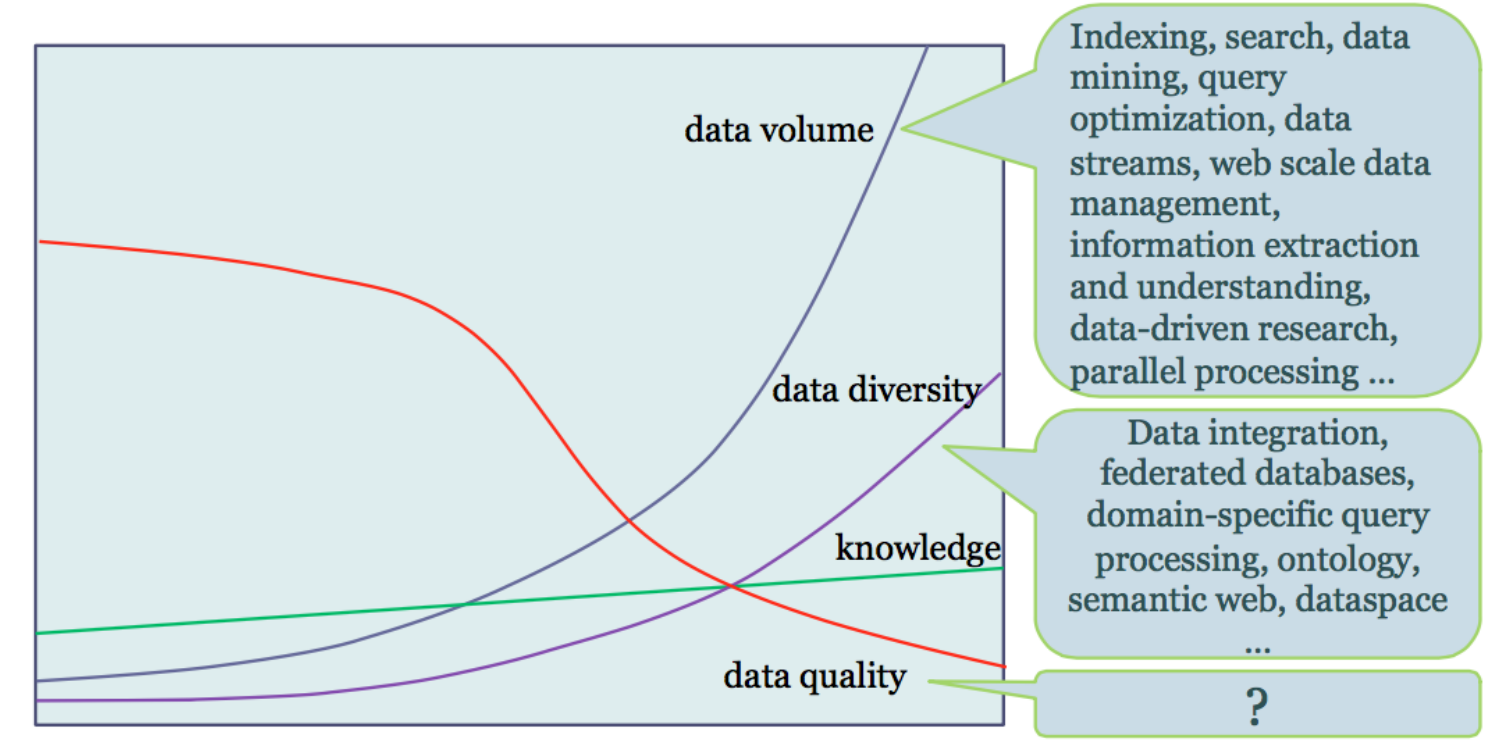 data volume
data diversity
knowledge
data quality
Indexing, search, data
mining, query
optimization, data
streams, web scale data
management,
information extraction
and understanding,
data-driven research,
parallel processing ...
Data integration,
federated databases,
domain-specific query
processing, ontology,
semantic web, dataspace
...
?